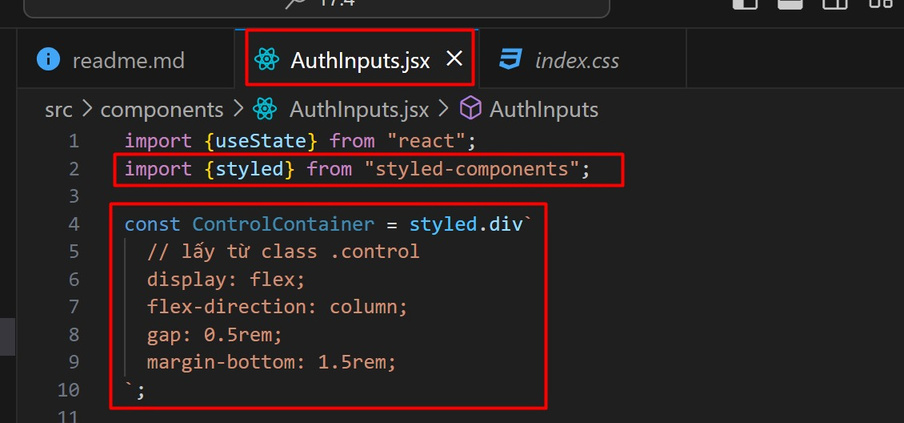 17.4
readme.md AuthInputs.jsx index.css
src > components > AuthInputs.jsx > AuthInputs
1 import {useState} from "react";
2 import {styled} from "styled-components";
3
4 const ControlContainer = styled.div`
5 // lấy từ class .control
6 display: flex;
7 flex-direction: column;
8 gap: 0.5rem;
9 margin-bottom: 1.5rem;
10 `;
11